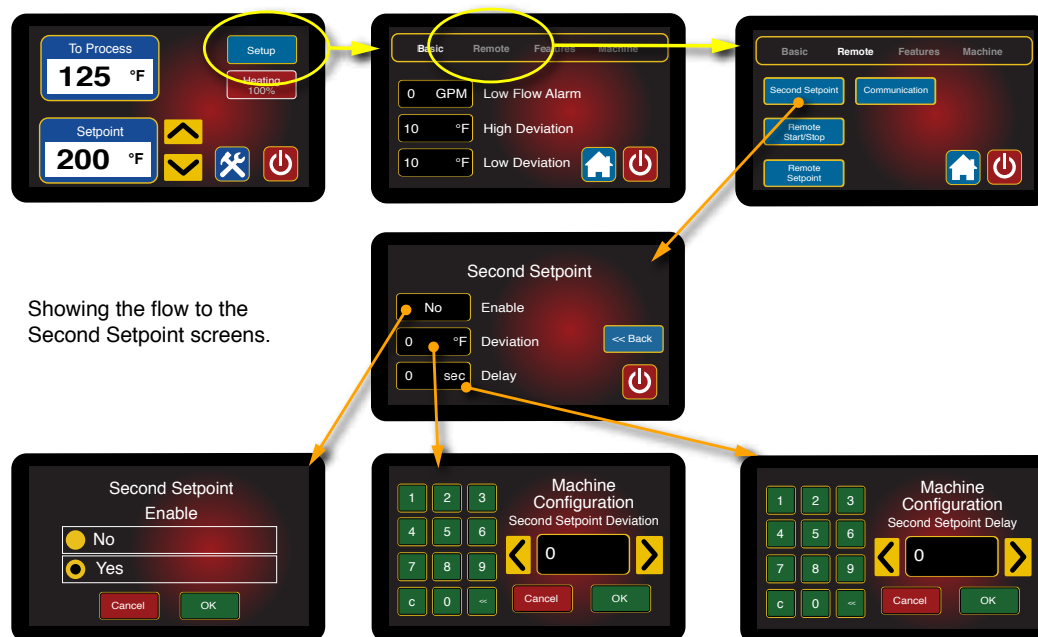 To Process
125 °F
Setup
Heating
100%
Setpoint
200 °F
Basic Remote Features Machine
0 GPM Low Flow Alarm
10 °F High Deviation
10 °F Low Deviation
Basic Remote Features Machine
Second Setpoint Communication
Remote
Start/Stop
Remote
Setpoint
Showing the flow to the
Second Setpoint screens.
Second Setpoint
No Enable
0 °F Deviation
<< Back
0 sec Delay
Second Setpoint
Enable
No
Yes
Cancel OK
Machine
Configuration
Second Setpoint Deviation
1 2 3
4 5 6
7 8 9
c 0 <<
0
Cancel OK
Machine
Configuration
Second Setpoint Delay
1 2 3
4 5 6
7 8 9
c 0 <<
0
Cancel OK